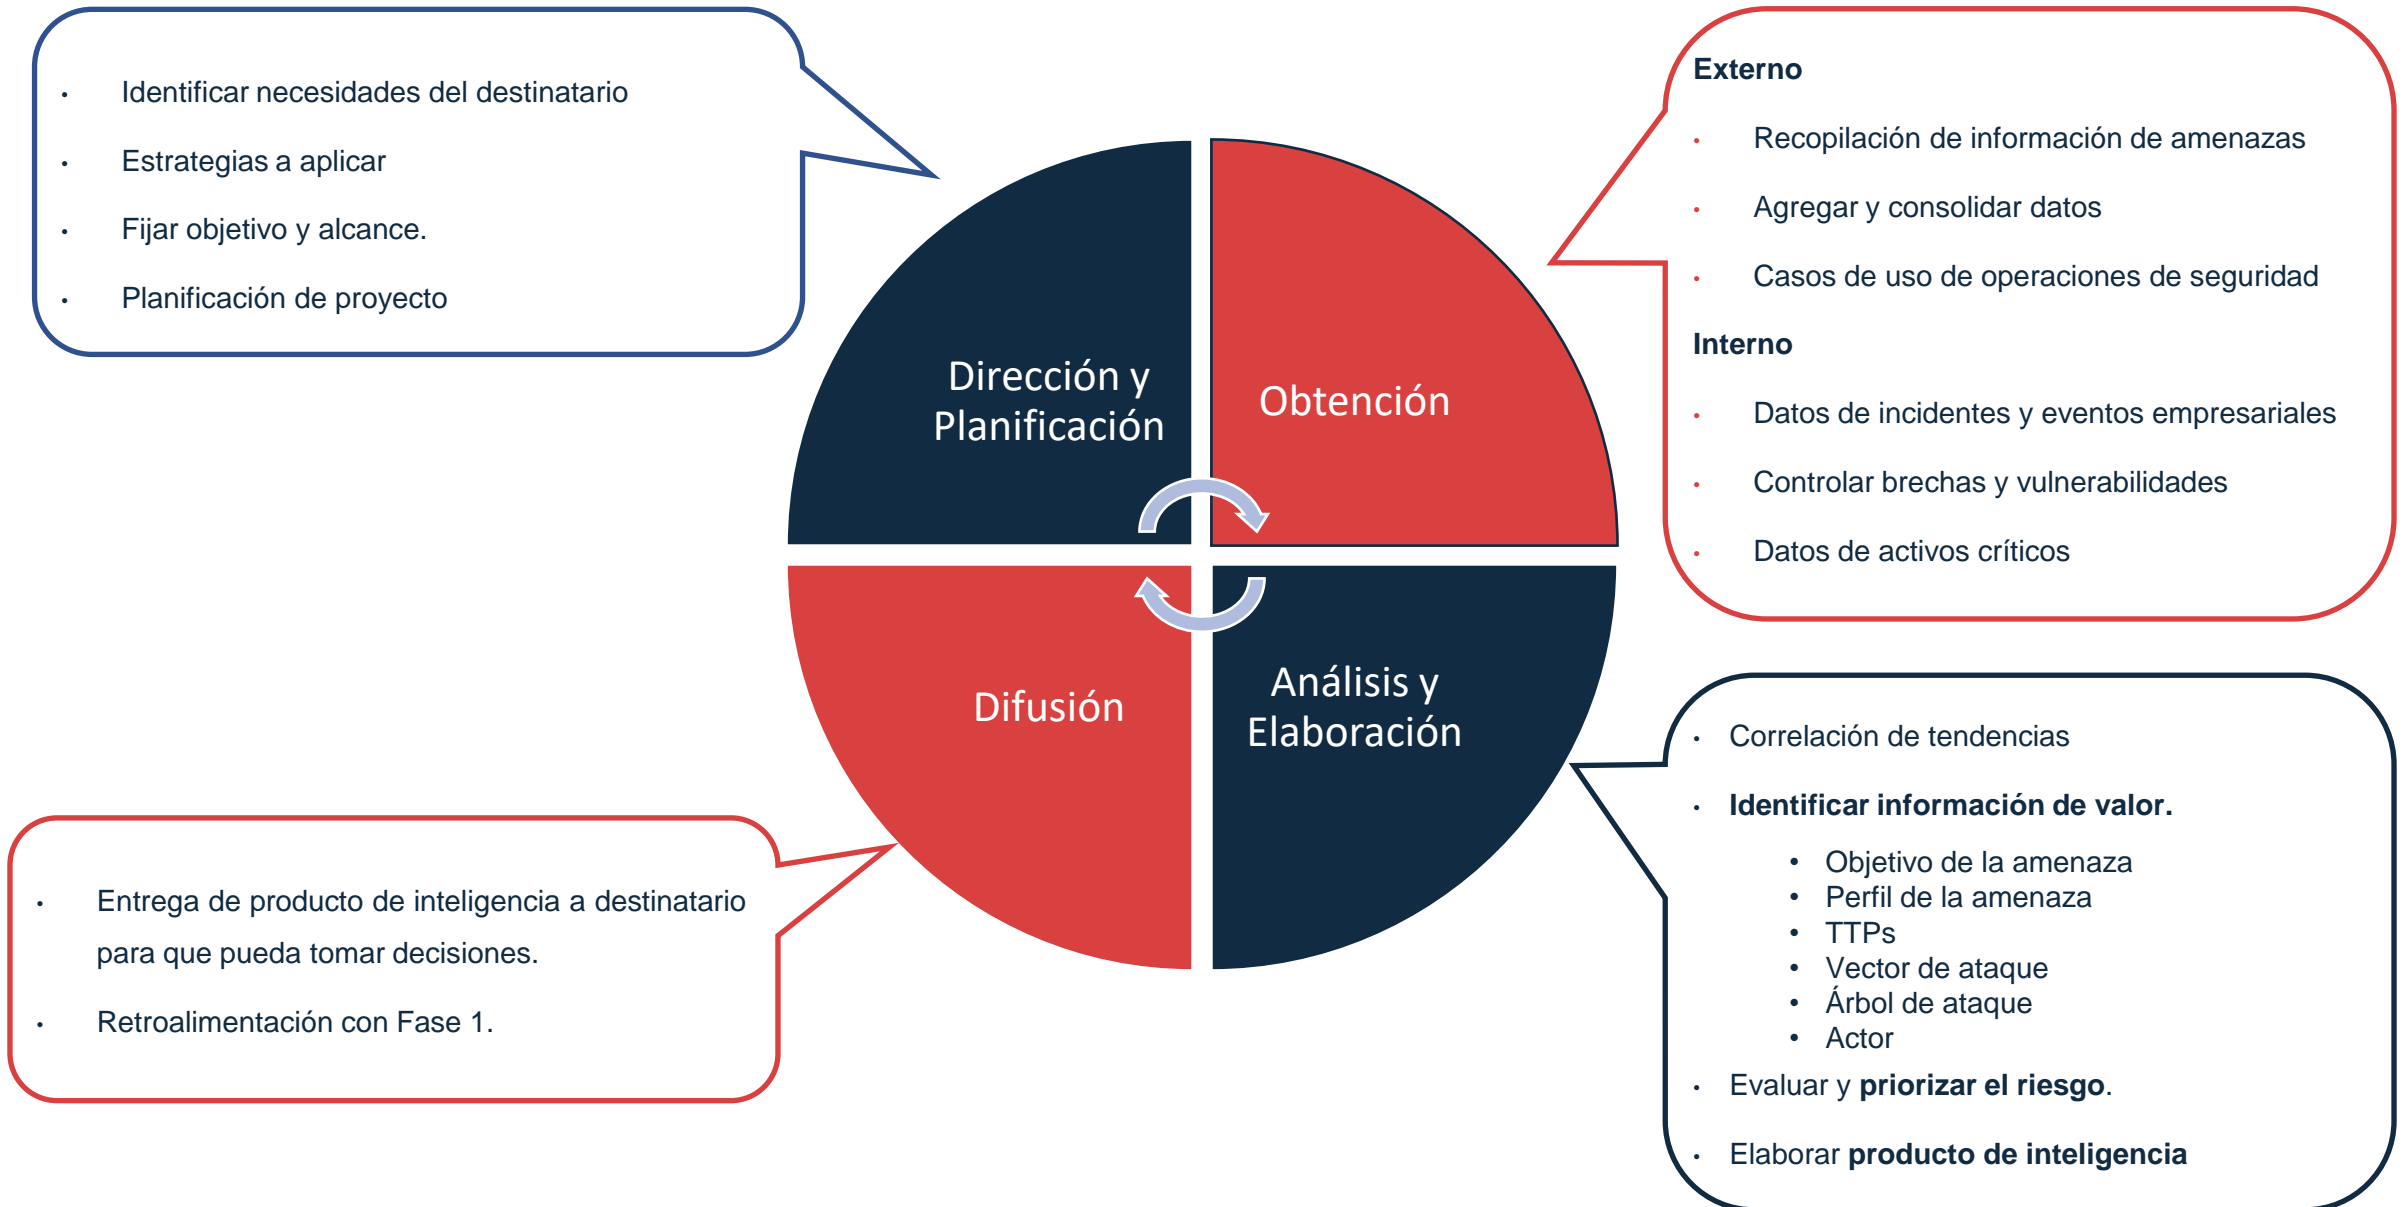 Identificar necesidades del destinatario
Estrategias a aplicar
Fijar objetivo y alcance.
Planificación de proyecto
Dirección y
Planificación
Obtención
Externo
Recopilación de información de amenazas
Agregar y consolidar datos
Casos de uso de operaciones de seguridad
Interno
Datos de incidentes y eventos empresariales
Controlar brechas y vulnerabilidades
Datos de activos críticos
Análisis y
Elaboración
Correlación de tendencias
Identificar información de valor.
Objetivo de la amenaza
Perfil de la amenaza
TTPs
Vector de ataque
Árbol de ataque
Actor
Evaluar y priorizar el riesgo.
Elaborar producto de inteligencia
Difusión
Entrega de producto de inteligencia a destinatario
para que pueda tomar decisiones.
Retroalimentación con Fase 1.